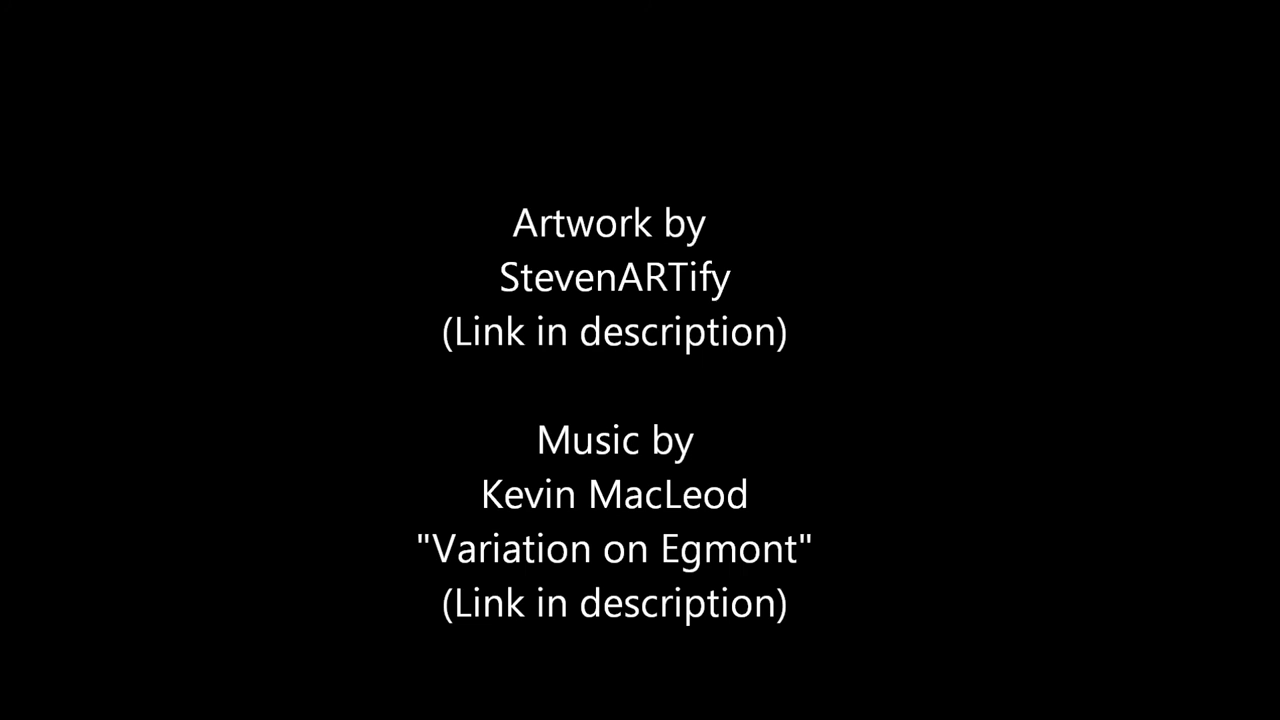 Artwork by
StevenARTify
(Link in description)
Music by
Kevin MacLeod
"Variation on Egmont"
(Link in description)